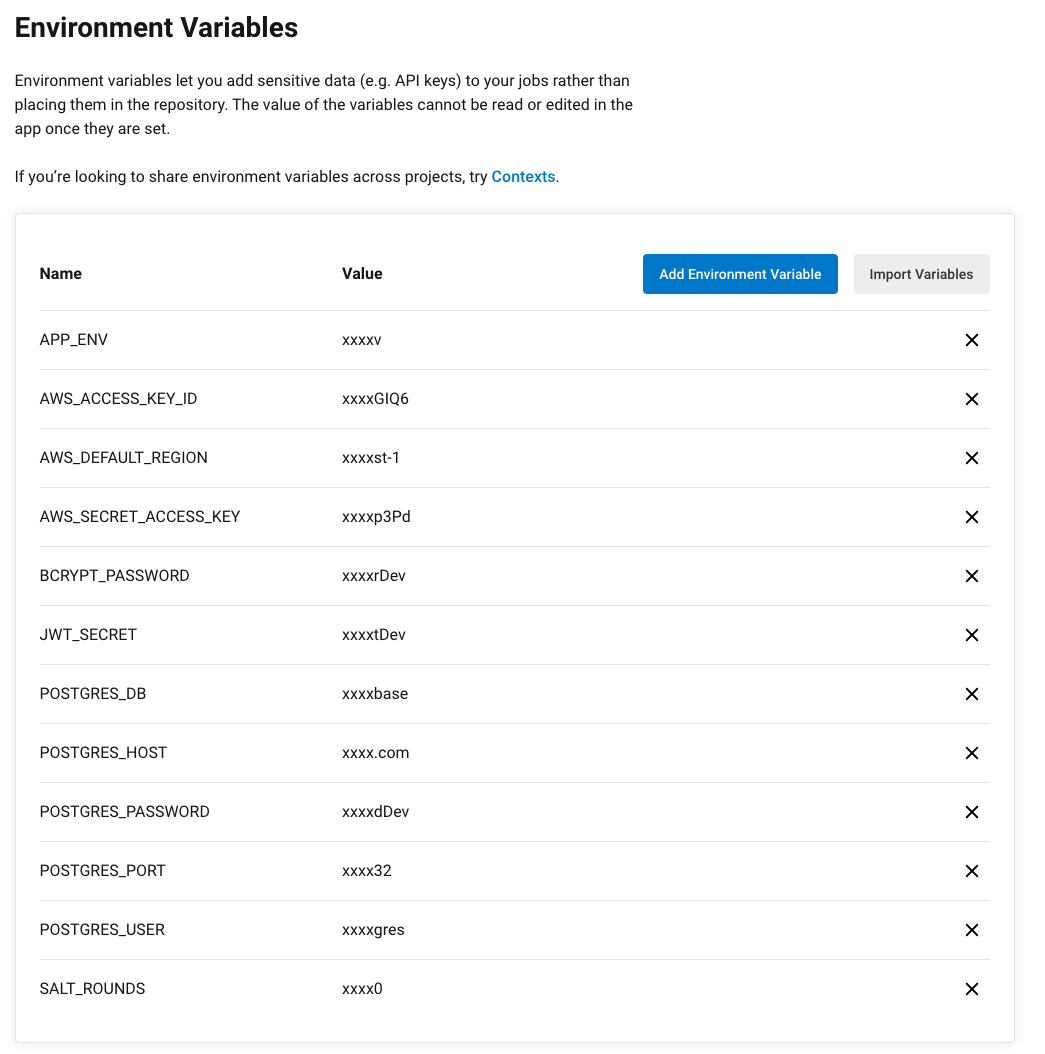 Environment Variables
Environment variables let you add sensitive data (e.g. API keys) to your jobs rather than
placing them in the repository. The value of the variables cannot be read or edited in the
app once they are set.
If you’re looking to share environment variables across projects, try Contexts.
Name Value Add Environment Variable Import Variables
APP_ENV xxxxv
AWS_ACCESS_KEY_ID xxxxGIQ6
AWS_DEFAULT_REGION xxxxst-1
AWS_SECRET_ACCESS_KEY xxxxp3Pd
BCRYPT_PASSWORD xxxxrDev
JWT_SECRET xxxxtDev
POSTGRES_DB xxxxbase
POSTGRES_HOST xxxx.com
POSTGRES_PASSWORD xxxxdDev
POSTGRES_PORT xxxx32
POSTGRES_USER xxxxgres
SALT_ROUNDS xxxx0